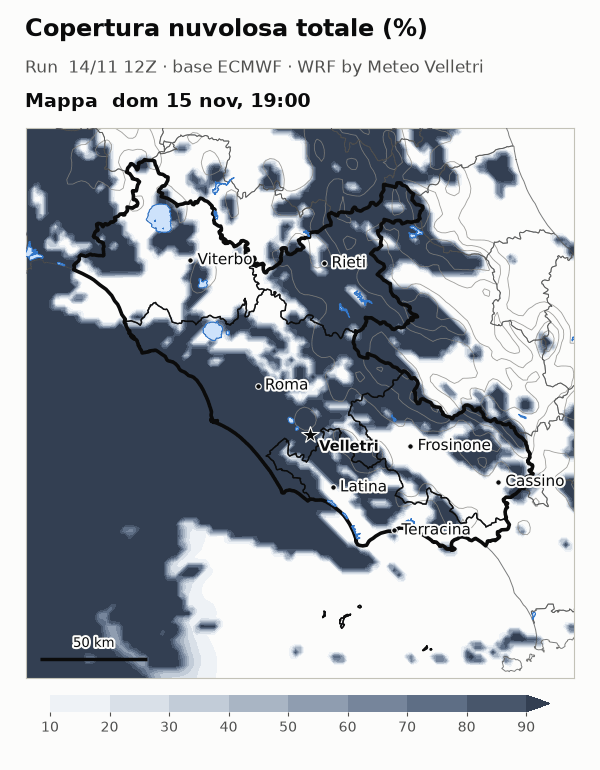 Copertura nuvolosa totale (%)
Run 14/11 12Z · base ECMWF · WRF by Meteo Velletri
Mappa dom 15 nov, 19:00
Viterbo
Rieti
Roma
Velletri
Frosinone
Latina
Cassino
Terracina
50 km
10 20 30 40 50 60 70 80 90